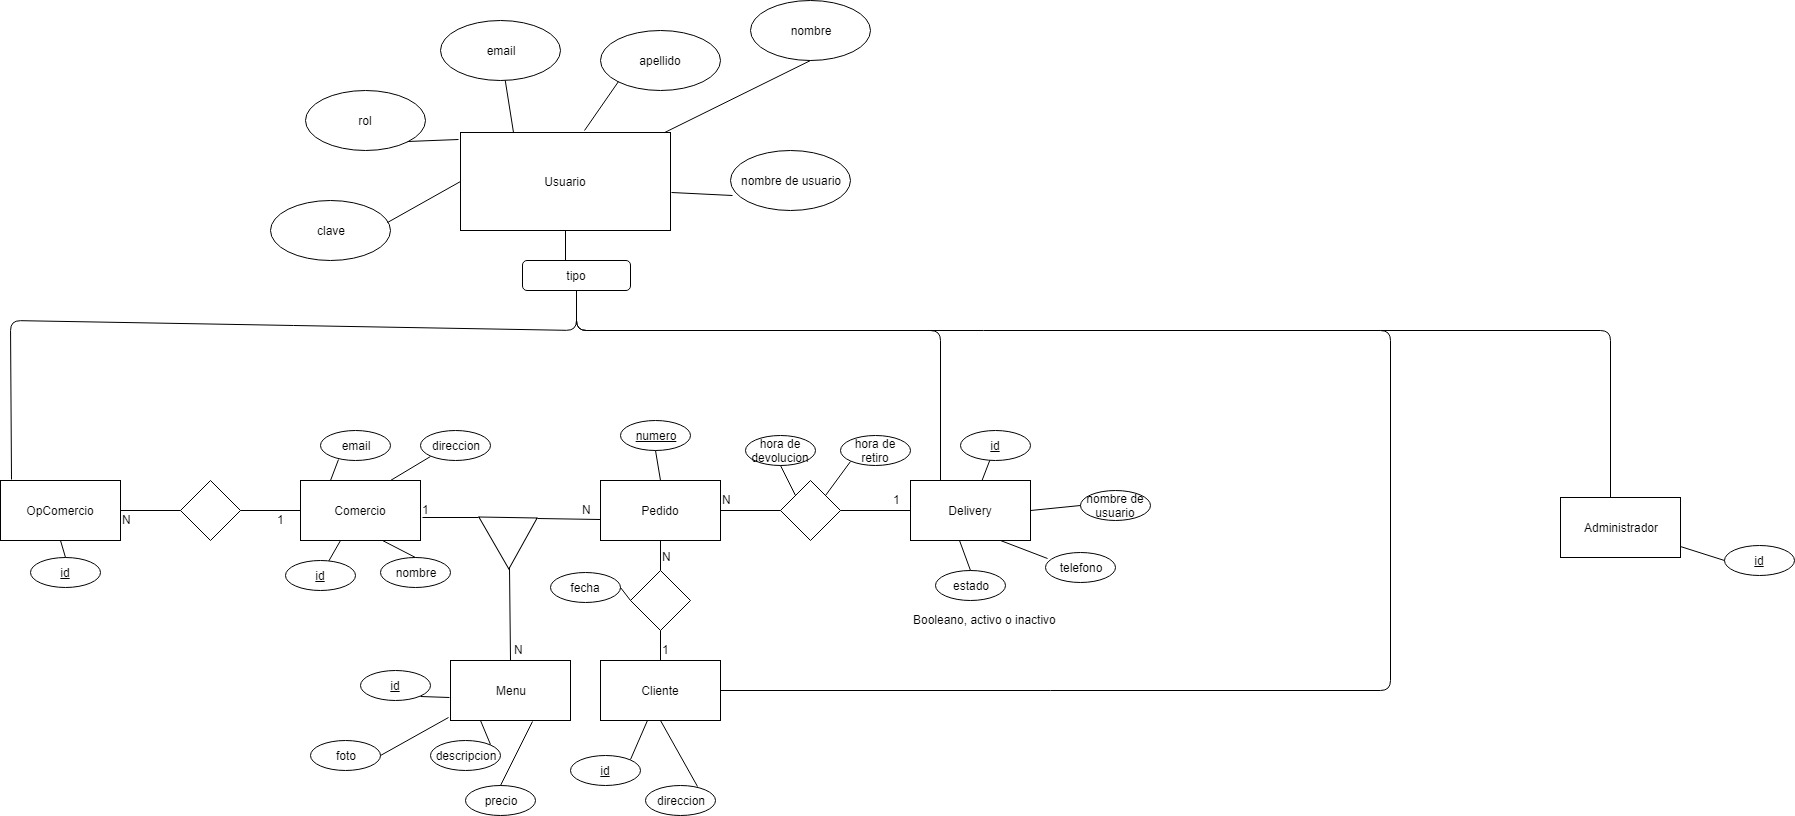 nombre
email
apellido
rol
Usuario
nombre de usuario
clave
tipo
email
direccion
numero
hora de
devolucion
hora de
retiro
id
OpComercio
N
1
Comercio
1
N
Pedido
N
1
Delivery
nombre de
usuario
Administrador
id
id
nombre
id
N
fecha
telefono
estado
Booleano, activo o inactivo
id
N
1
id
Menu
Cliente
foto
descripcion
id
precio
direccion